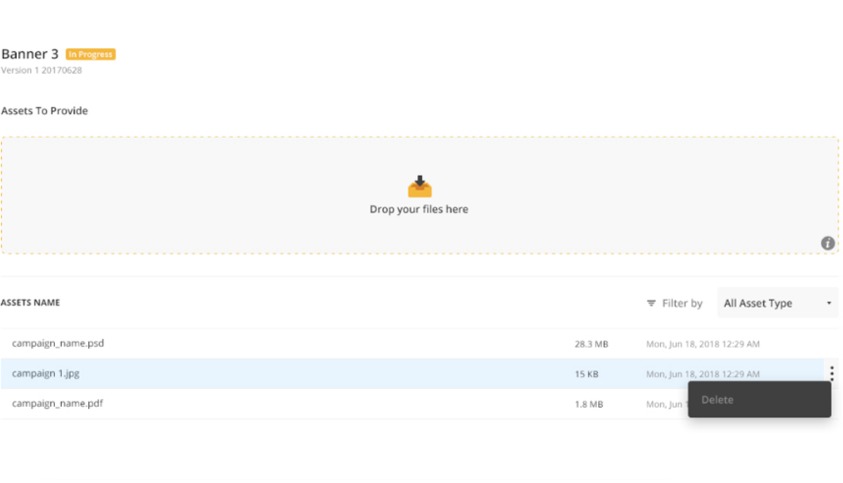 Banner 3 In Progress
Version 1 20170628
Assets To Provide
Drop your files here
i
ASSETS NAME Filter by All Asset Type
campaign_name.psd 28.3 MB Mon, Jun 18, 2018 12:29 AM
campaign 1.jpg 15 KB Mon, Jun 18, 2018 12:29 AM
Delete
campaign_name.pdf 1.8 MB Mon, Jun